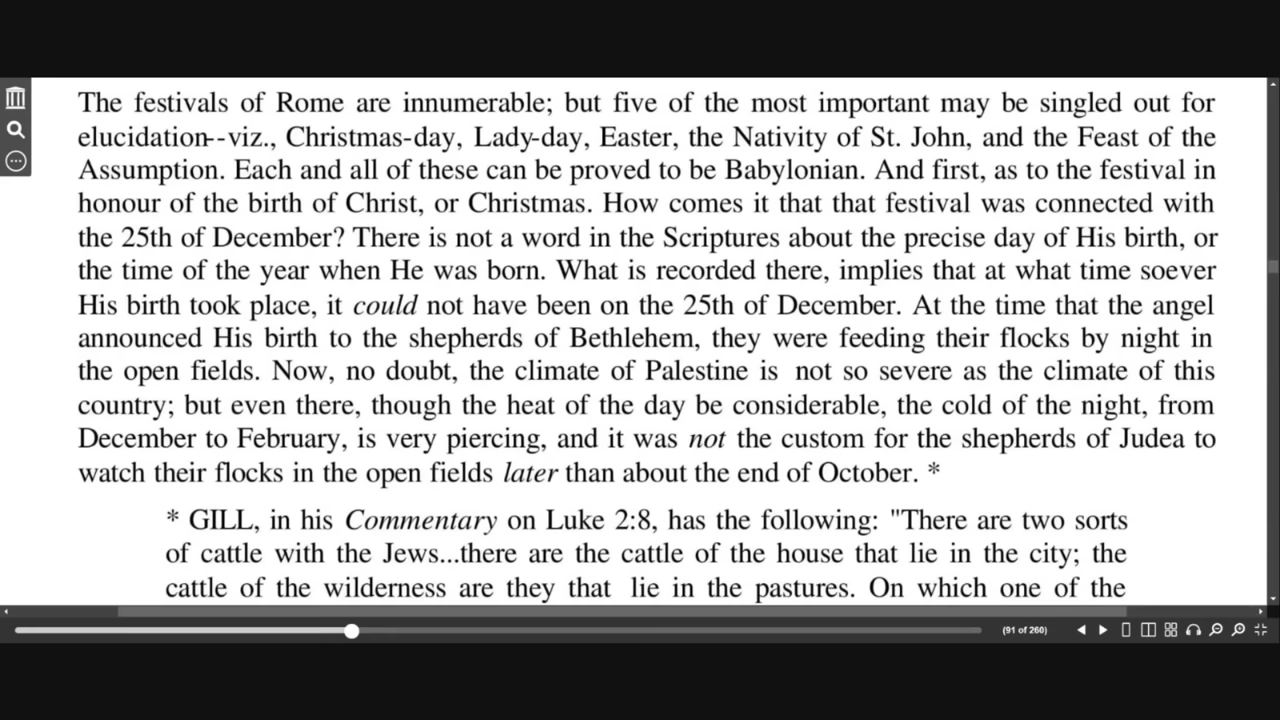 The festivals of Rome are innumerable; but five of the most important may be singled out for
elucidation--viz., Christmas-day, Lady-day, Easter, the Nativity of St. John, and the Feast of the
Assumption. Each and all of these can be proved to be Babylonian. And first, as to the festival in
honour of the birth of Christ, or Christmas. How comes it that that festival was connected with
the 25th of December? There is not a word in the Scriptures about the precise day of His birth, or
the time of the year when He was born. What is recorded there, implies that at what time soever
His birth took place, it could not have been on the 25th of December. At the time that the angel
announced His birth to the shepherds of Bethlehem, they were feeding their flocks by night in
the open fields. Now, no doubt, the climate of Palestine is not so severe as the climate of this
country; but even there, though the heat of the day be considerable, the cold of the night, from
December to February, is very piercing, and it was not the custom for the shepherds of Judea to
watch their flocks in the open fields later than about the end of October. *
* GILL, in his Commentary on Luke 2:8, has the following: "There are two sorts
of cattle with the Jews...there are the cattle of the house that lie in the city; the
cattle of the wilderness are they that lie in the pastures. On which one of the
(91 of 260)